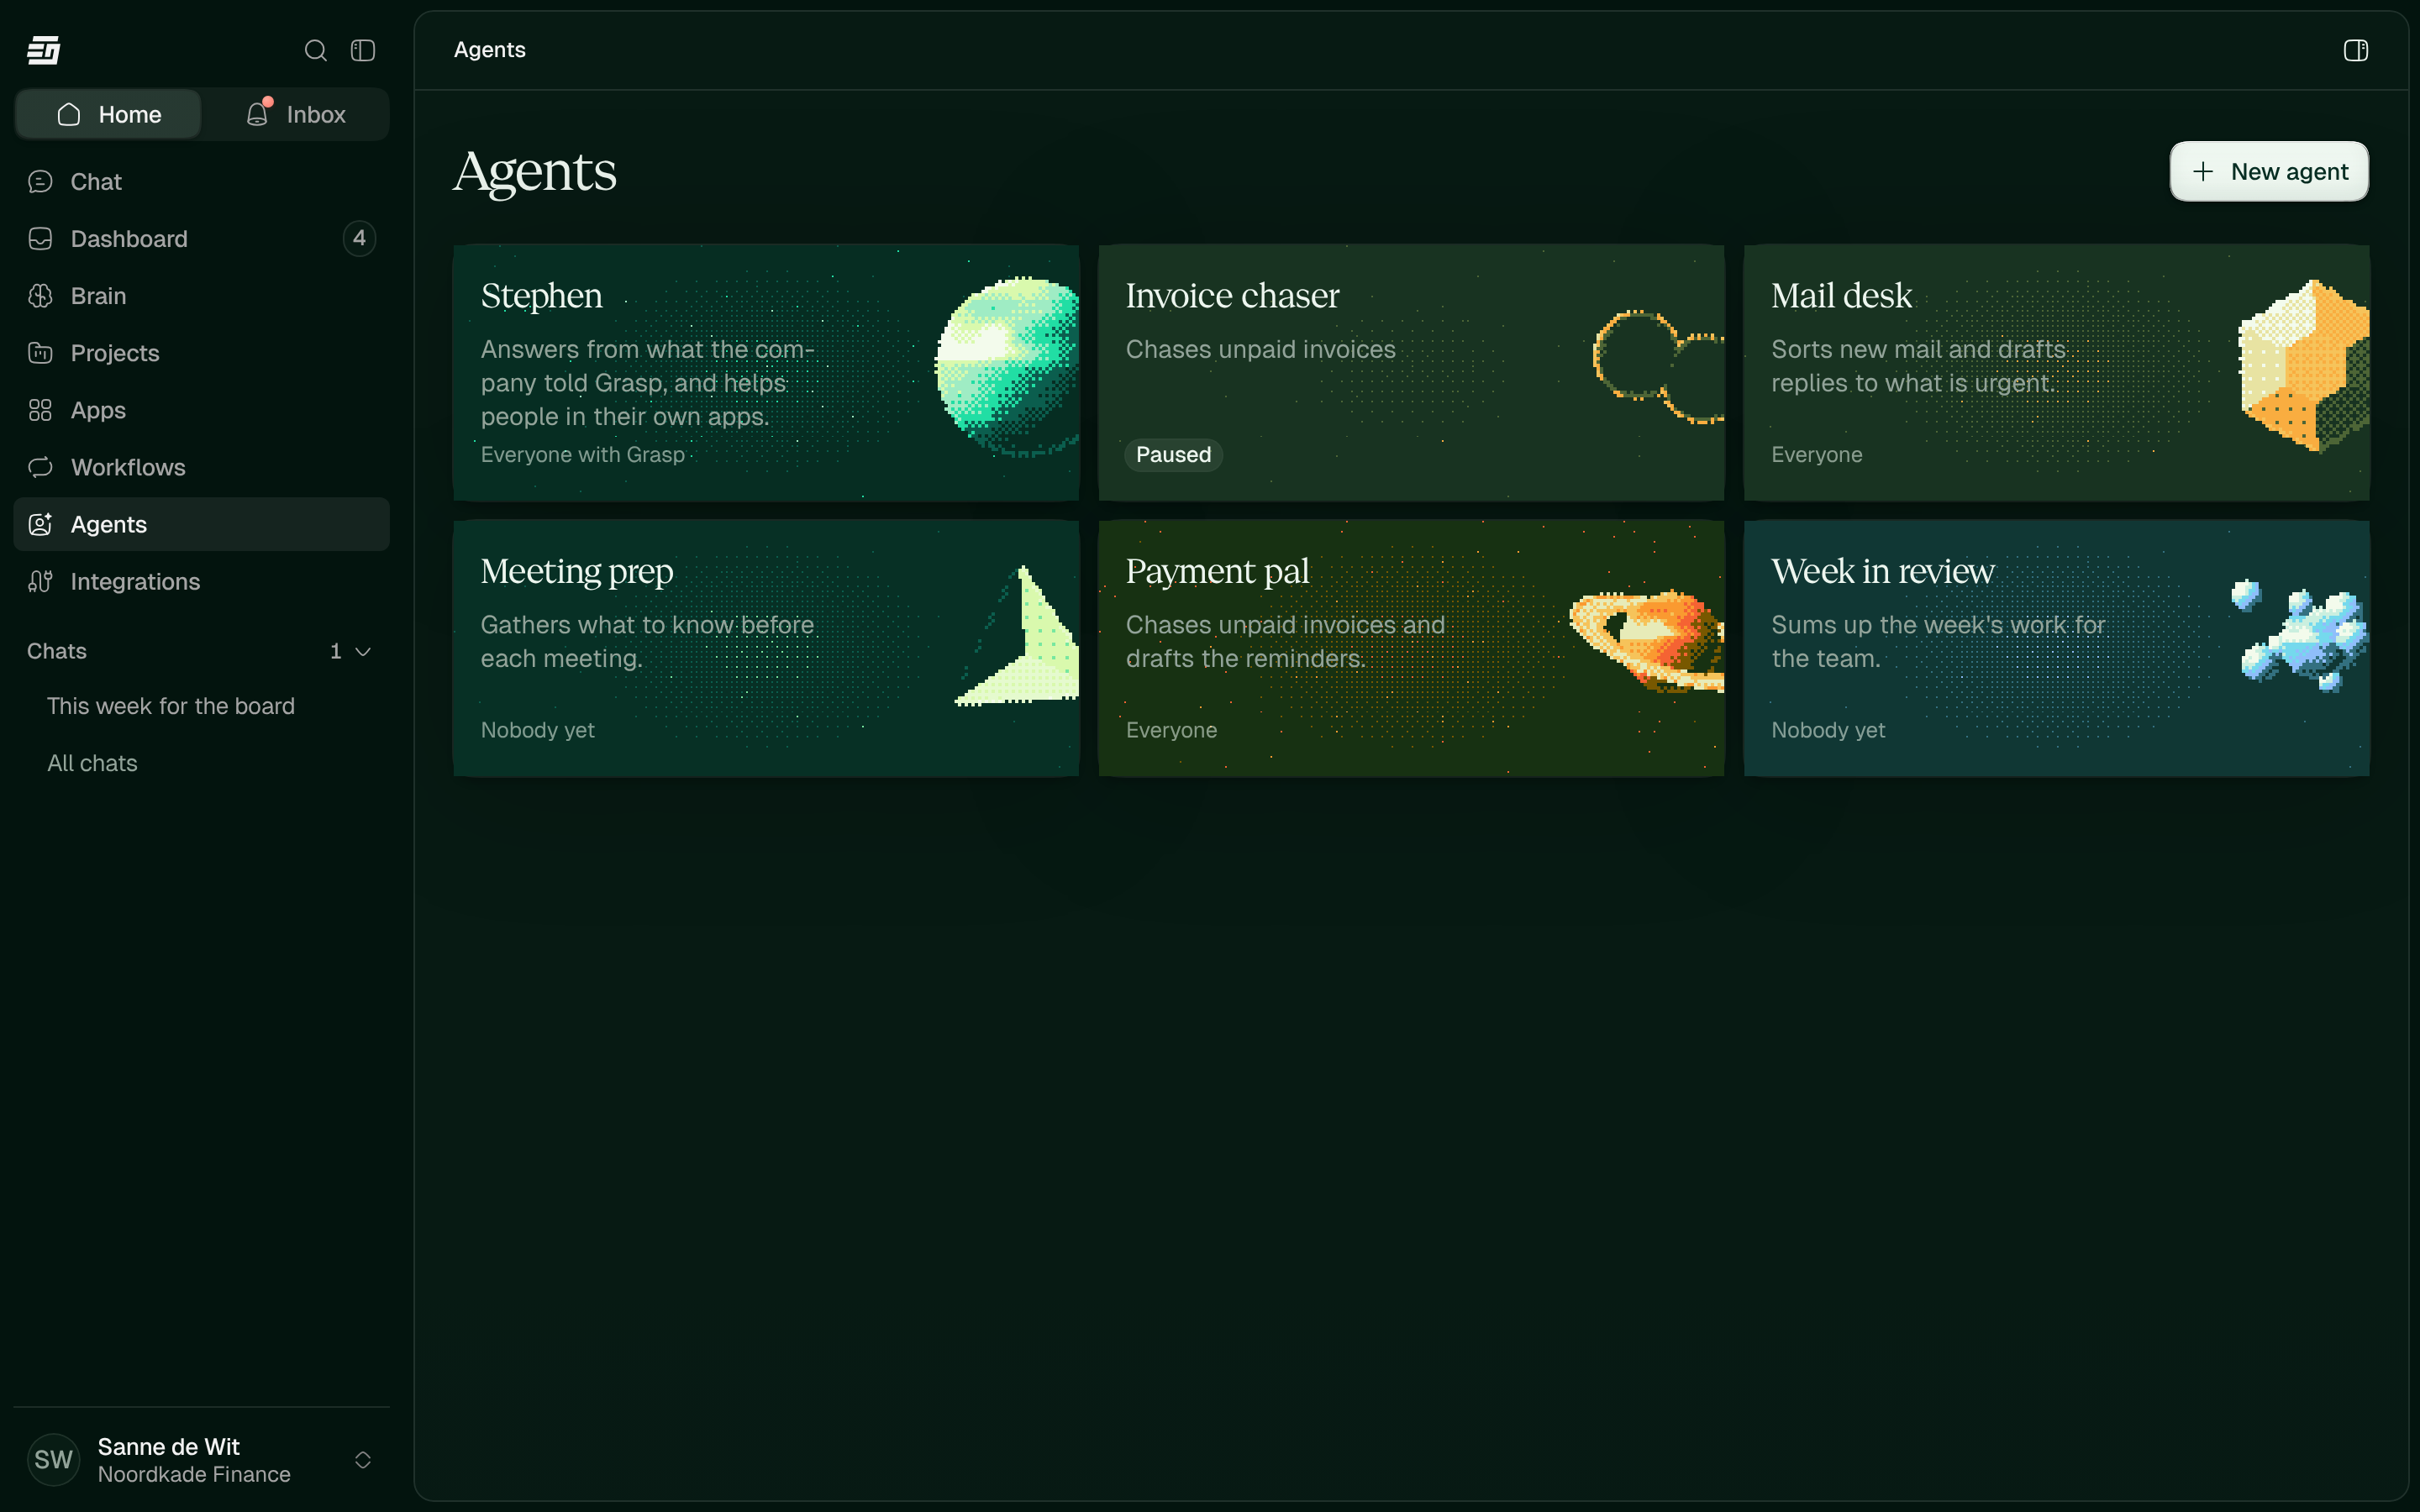 Home
Inbox
Chat
Dashboard
4
Brain
Projects
Apps
Workflows
Agents
Integrations
Chats
1
This week for the board
All chats
SW
Sanne de Wit
Noordkade Finance
Agents
Agents
New agent
Stephen
Answers from what the com-
pany told Grasp, and helps
people in their own apps.
Everyone with Grasp
Invoice chaser
Chases unpaid invoices
Paused
Mail desk
Sorts new mail and drafts
replies to what is urgent.
Everyone
Meeting prep
Gathers what to know before
each meeting.
Nobody yet
Payment pal
Chases unpaid invoices and
drafts the reminders.
Everyone
Week in review
Sums up the week's work for
the team.
Nobody yet